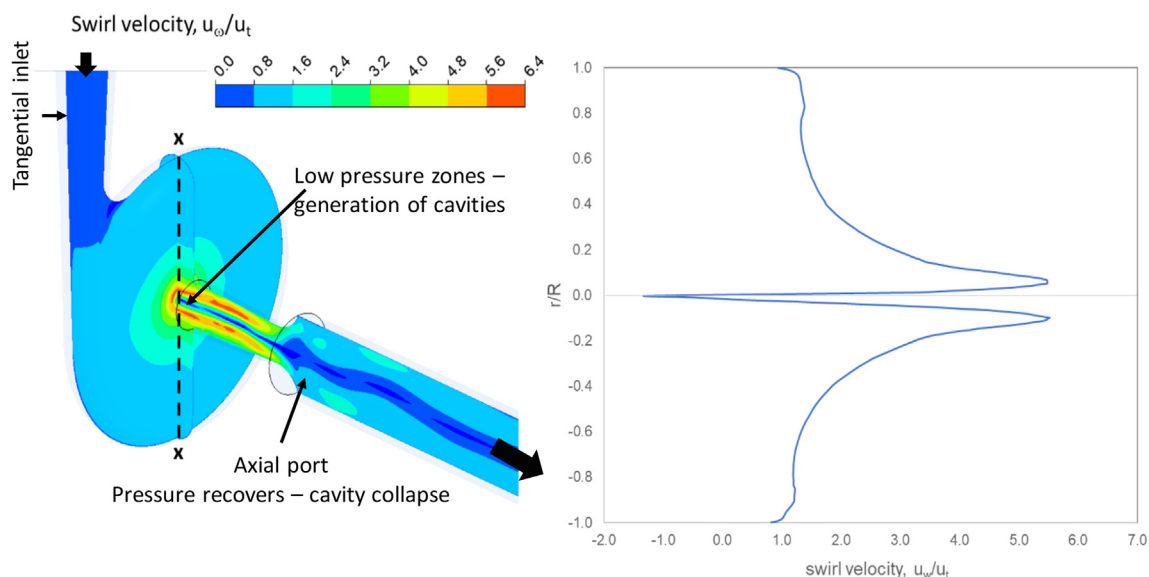 Swirl velocity, uω/ut
Tangential inlet
0.0 0.8 1.6 2.4 3.2 4.0 4.8 5.6 6.4
x
Low pressure zones –
generation of cavities
x
Axial port
Pressure recovers – cavity collapse
r/R
1.0
0.8
0.6
0.4
0.2
0.0
-0.2
-0.4
-0.6
-0.8
-1.0
-2.0 -1.0 0.0 1.0 2.0 3.0 4.0 5.0 6.0 7.0
swirl velocity, uw/ut